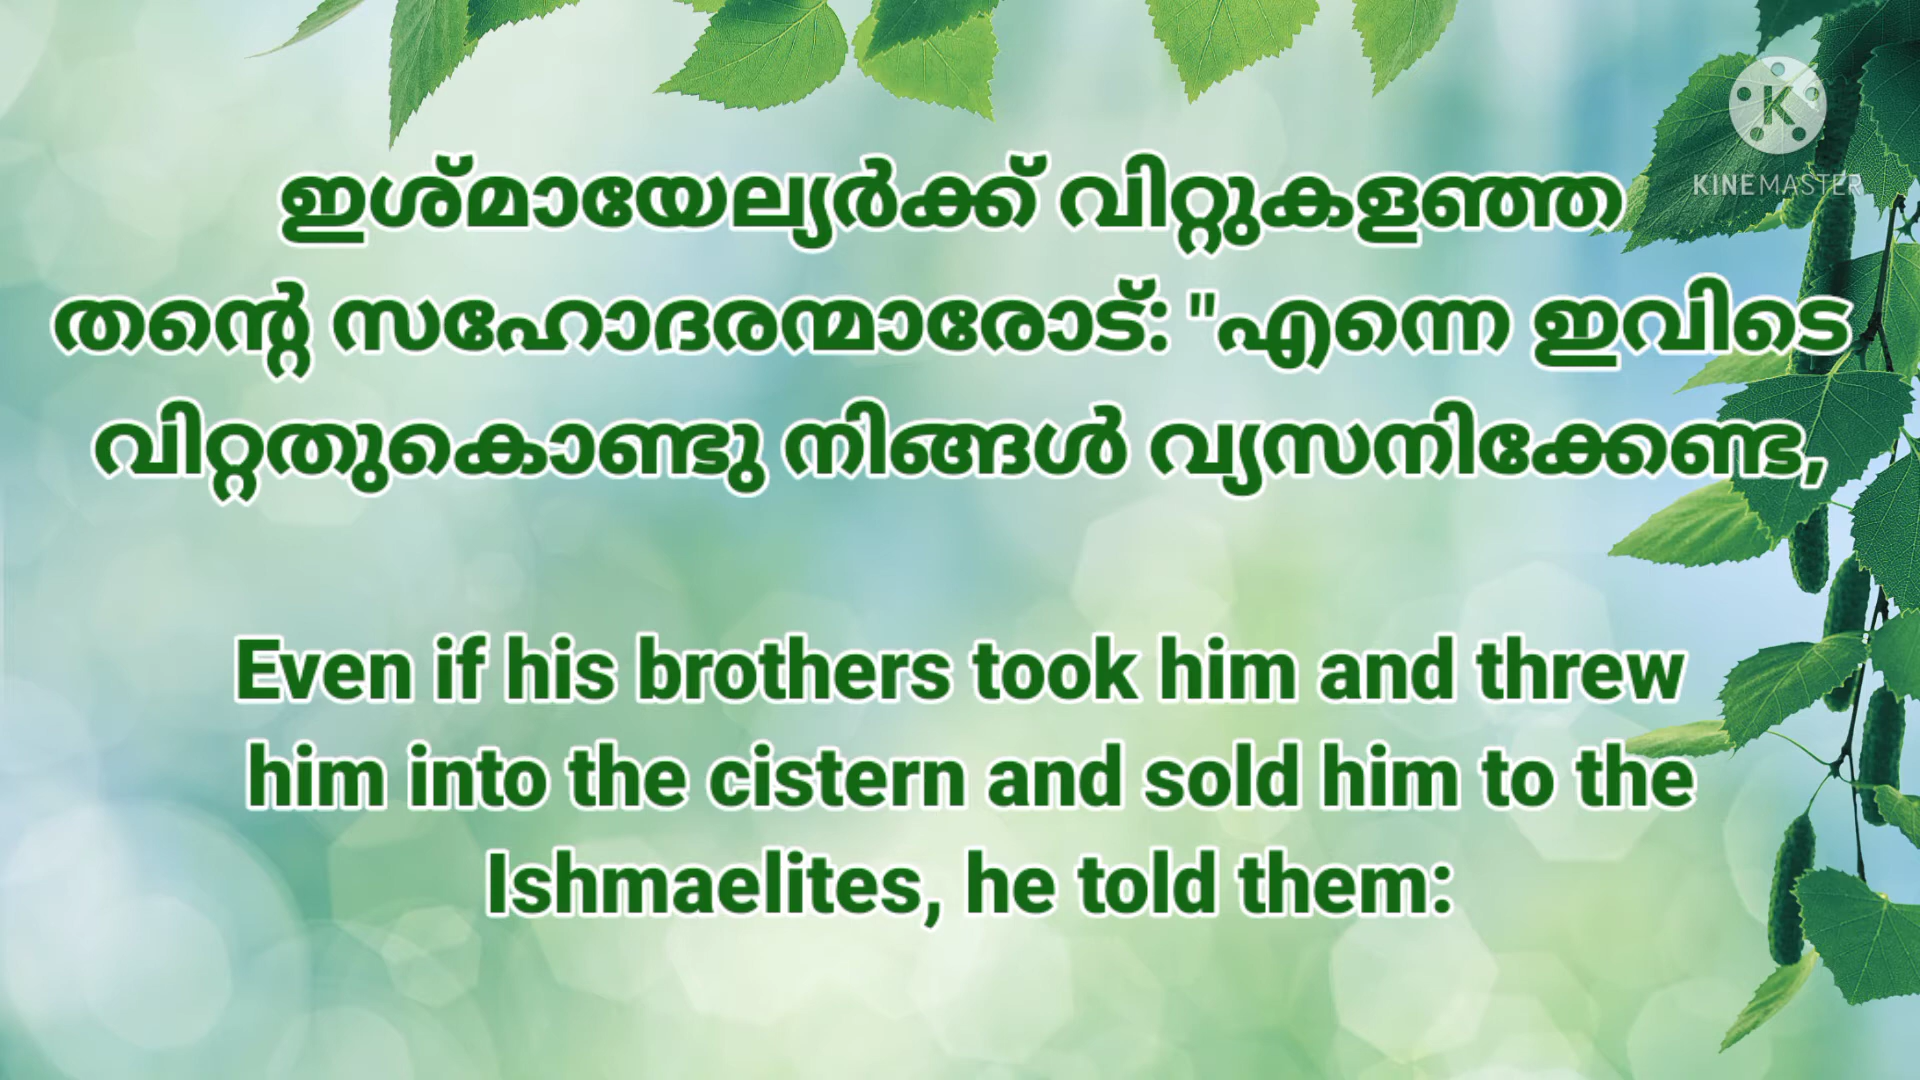 KINEMASTER
ഇശ്മായേല്യർക്ക് വിറ്റുകളഞ്ഞ
തന്റെ സഹോദരന്മാരോട്: "എന്നെ ഇവിടെ
വിറ്റതുകൊണ്ടു നിങ്ങൾ വ്യസനിക്കേണ്ട,
Even if his brothers took him and threw
him into the cistern and sold him to the
Ishmaelites, he told them: